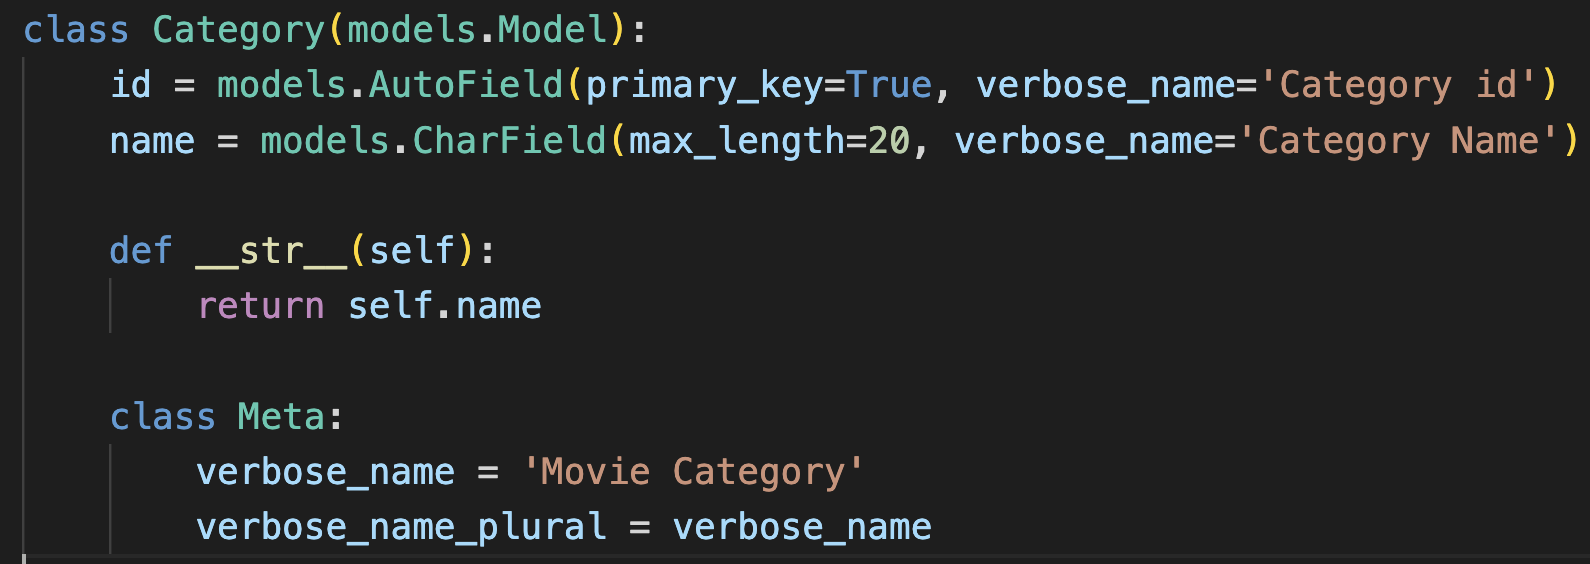 class Category(models.Model):
    id = models.AutoField(primary_key=True, verbose_name='Category id')
    name = models.CharField(max_length=20, verbose_name='Category Name')
    def __str__(self):
        return self.name
    class Meta:
        verbose_name = 'Movie Category'
        verbose_name_plural = verbose_name